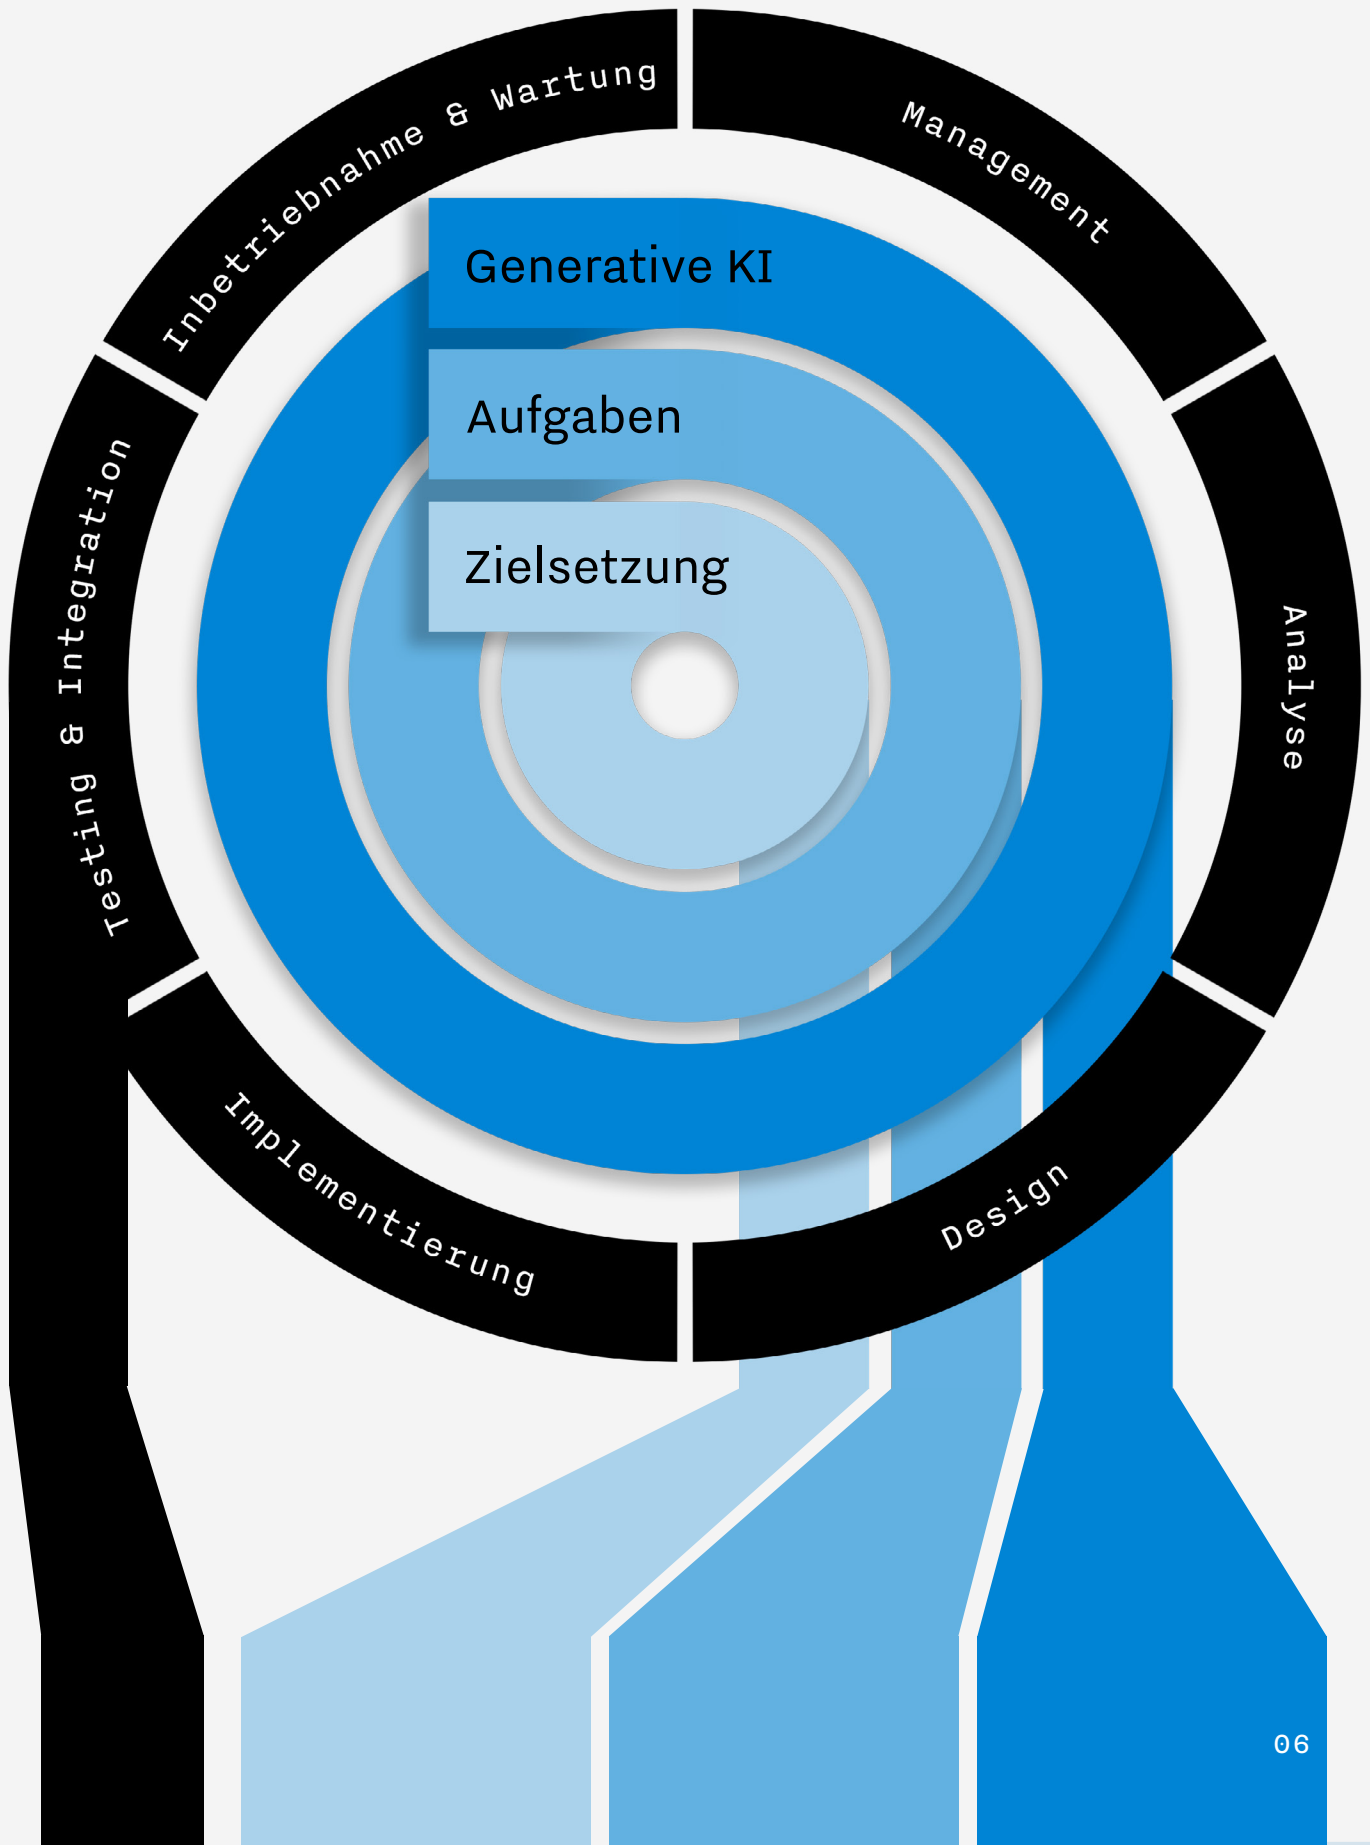 Inbetriebnahme & Wartung
Management
Generative KI
Aufgaben
Zielsetzung
Testing & Integration
Analyse
Implementierung
Design
06